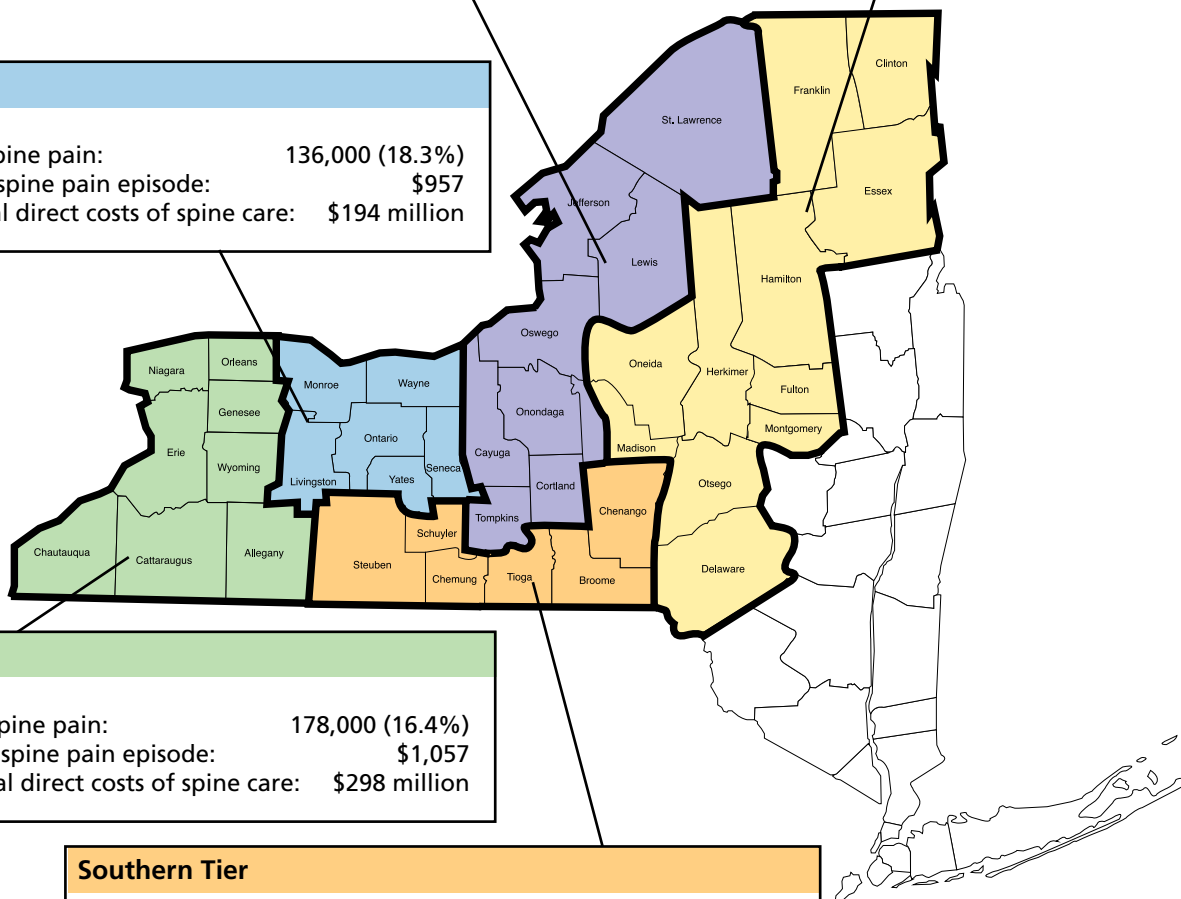 Clinton
Franklin
St. Lawrence
pine pain: 136,000 (18.3%)
spine pain episode: $957
al direct costs of spine care: $194 million
Essex
Jefferson
Lewis
Hamilton
Oswego
Niagara
Orleans
Oneida
Herkimer
Monroe
Wayne
Fulton
Genesee
Onondaga
Montgomery
Ontario
Erie
Cayuga
Madison
Wyoming
Seneca
Livingston
Yates
Cortland
Otsego
Chenango
Tompkins
Schuyler
Chautauqua
Cattaraugus
Allegany
Steuben
Chemung
Tioga
Broome
Delaware
pine pain: 178,000 (16.4%)
spine pain episode: $1,057
al direct costs of spine care: $298 million
Southern Tier